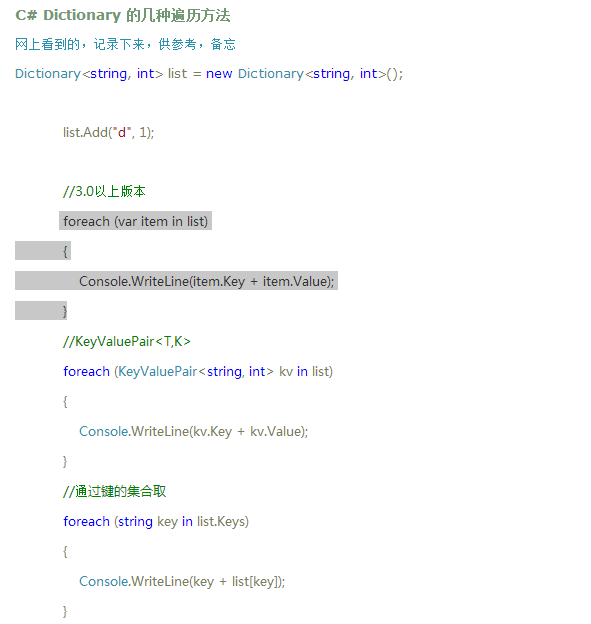 C# Dictionary 的几种遍历方法
网上看到的，记录下来，供参考，备忘
Dictionary<string, int> list = new Dictionary<string, int>();
list.Add("d", 1);
//3.0以上版本
foreach (var item in list)
{
Console.WriteLine(item.Key + item.Value);
}
//KeyValuePair<T,K>
foreach (KeyValuePair<string, int> kv in list)
{
Console.WriteLine(kv.Key + kv.Value);
}
//通过键的集合取
foreach (string key in list.Keys)
{
Console.WriteLine(key + list[key]);
}